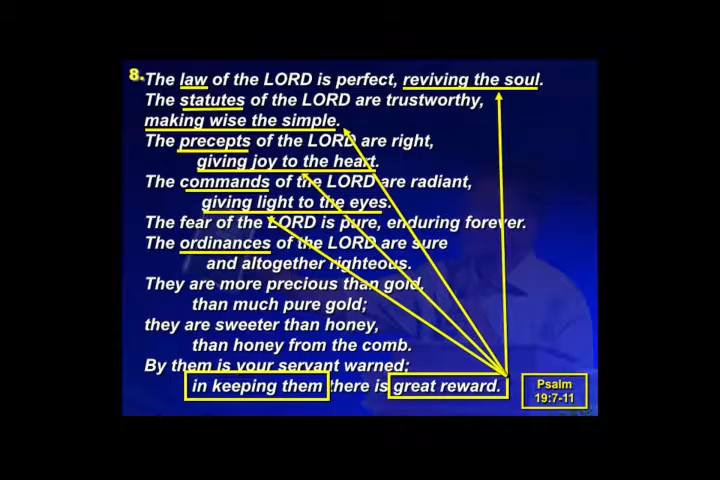 8. The law of the LORD is perfect, reviving the soul.
The statutes of the LORD are trustworthy,
making wise the simple.
The precepts of the LORD are right,
giving joy to the heart.
The commands of the LORD are radiant,
giving light to the eyes.
The fear of the LORD is pure, enduring forever.
The ordinances of the LORD are sure
and altogether righteous.
They are more precious than gold,
than much pure gold;
they are sweeter than honey,
than honey from the comb.
By them is your servant warned;
in keeping them there is great reward.
Psalm
19:7-11